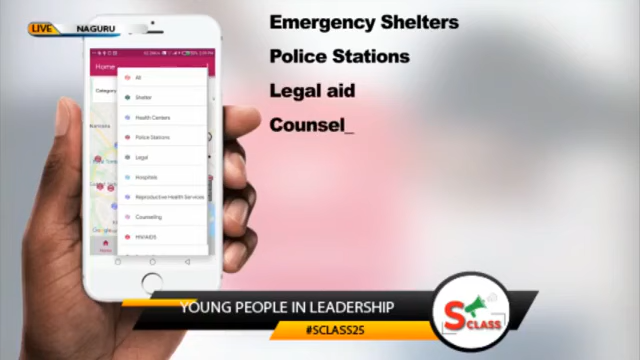 LIVE NAGURU
Emergency Shelters
Police Stations
Legal aid
Counsel_
Home
Category
All
Shelter
Health Centers
Police Stations
Legal
Hospitals
Reproductive Health Services
Counseling
HIV/AIDS
YOUNG PEOPLE IN LEADERSHIP
#SCLASS25
SCLASS